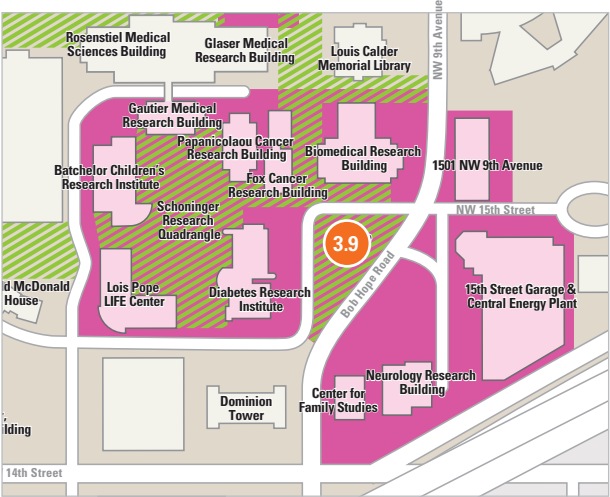 Rosenstiel Medical
Sciences Building
Glaser Medical
Research Building
Louis Calder
Memorial Library
NW 9th Avenue
Gautier Medical
Research Building
Papanicolaou Cancer
Research Building
Biomedical Research
Building
1501 NW 9th Avenue
Batchelor Children's
Research Institute
Fox Cancer
Research Building
Schoninger
Research
Quadrangle
NW 15th Street
3.9
Bob Hope Road
d McDonald
House
Lois Pope
LIFE Center
Diabetes Research
Institute
15th Street Garage &
Central Energy Plant
Neurology Research
Building
Center for
Family Studies
Dominion
Tower
ilding
14th Street